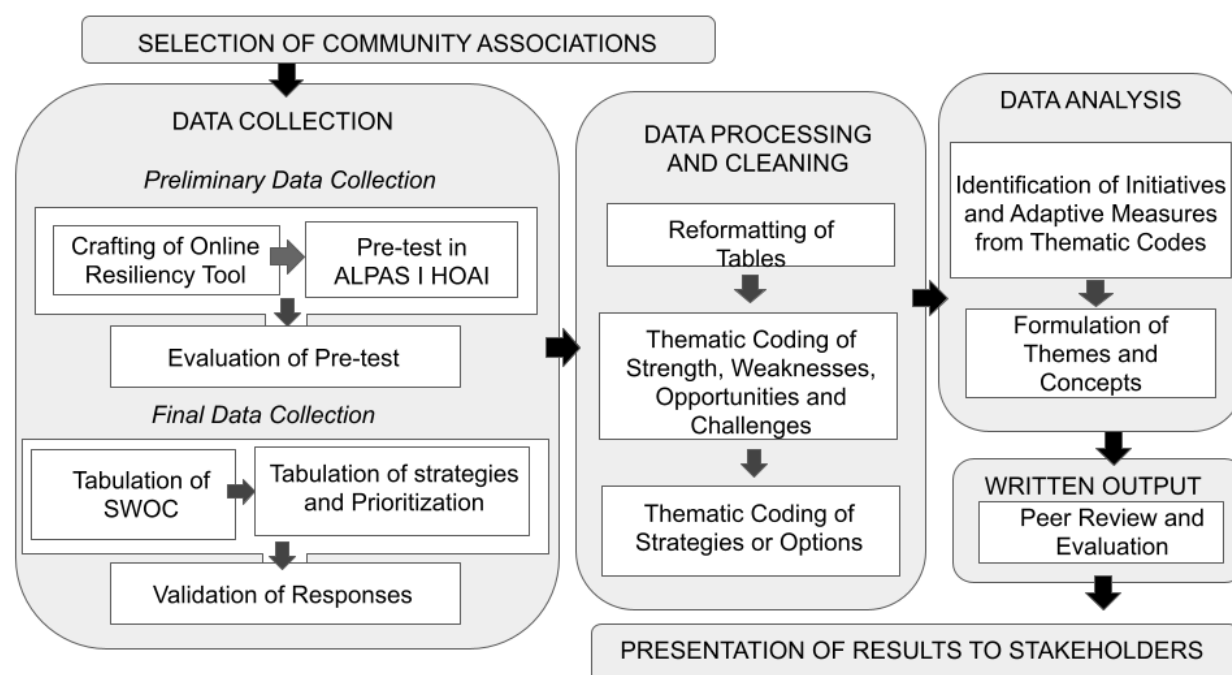 SELECTION OF COMMUNITY ASSOCIATIONS
DATA COLLECTION
Preliminary Data Collection
Crafting of Online
Resiliency Tool
Pre-test in
ALPAS I HOAI
Evaluation of Pre-test
Final Data Collection
Tabulation of
SWOC
Tabulation of strategies
and Prioritization
Validation of Responses
DATA PROCESSING
AND CLEANING
Reformatting of
Tables
Thematic Coding of
Strength, Weaknesses,
Opportunities and
Challenges
Thematic Coding of
Strategies or Options
DATA ANALYSIS
Identification of Initiatives
and Adaptive Measures
from Thematic Codes
Formulation of
Themes and
Concepts
WRITTEN OUTPUT
Peer Review and
Evaluation
PRESENTATION OF RESULTS TO STAKEHOLDERS